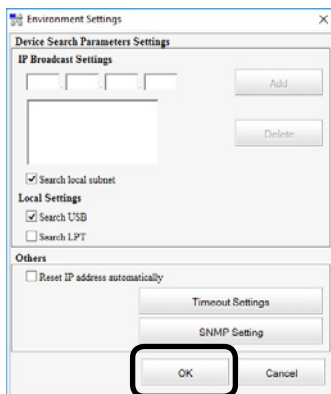 Environment Settings
Device Search Parameters Settings
IP Broadcast Settings
. . .
Add
Delete
Search local subnet
Local Settings
Search USB
Search LPT
Others
Reset IP address automatically
Timeout Settings
SNMP Setting
OK Cancel